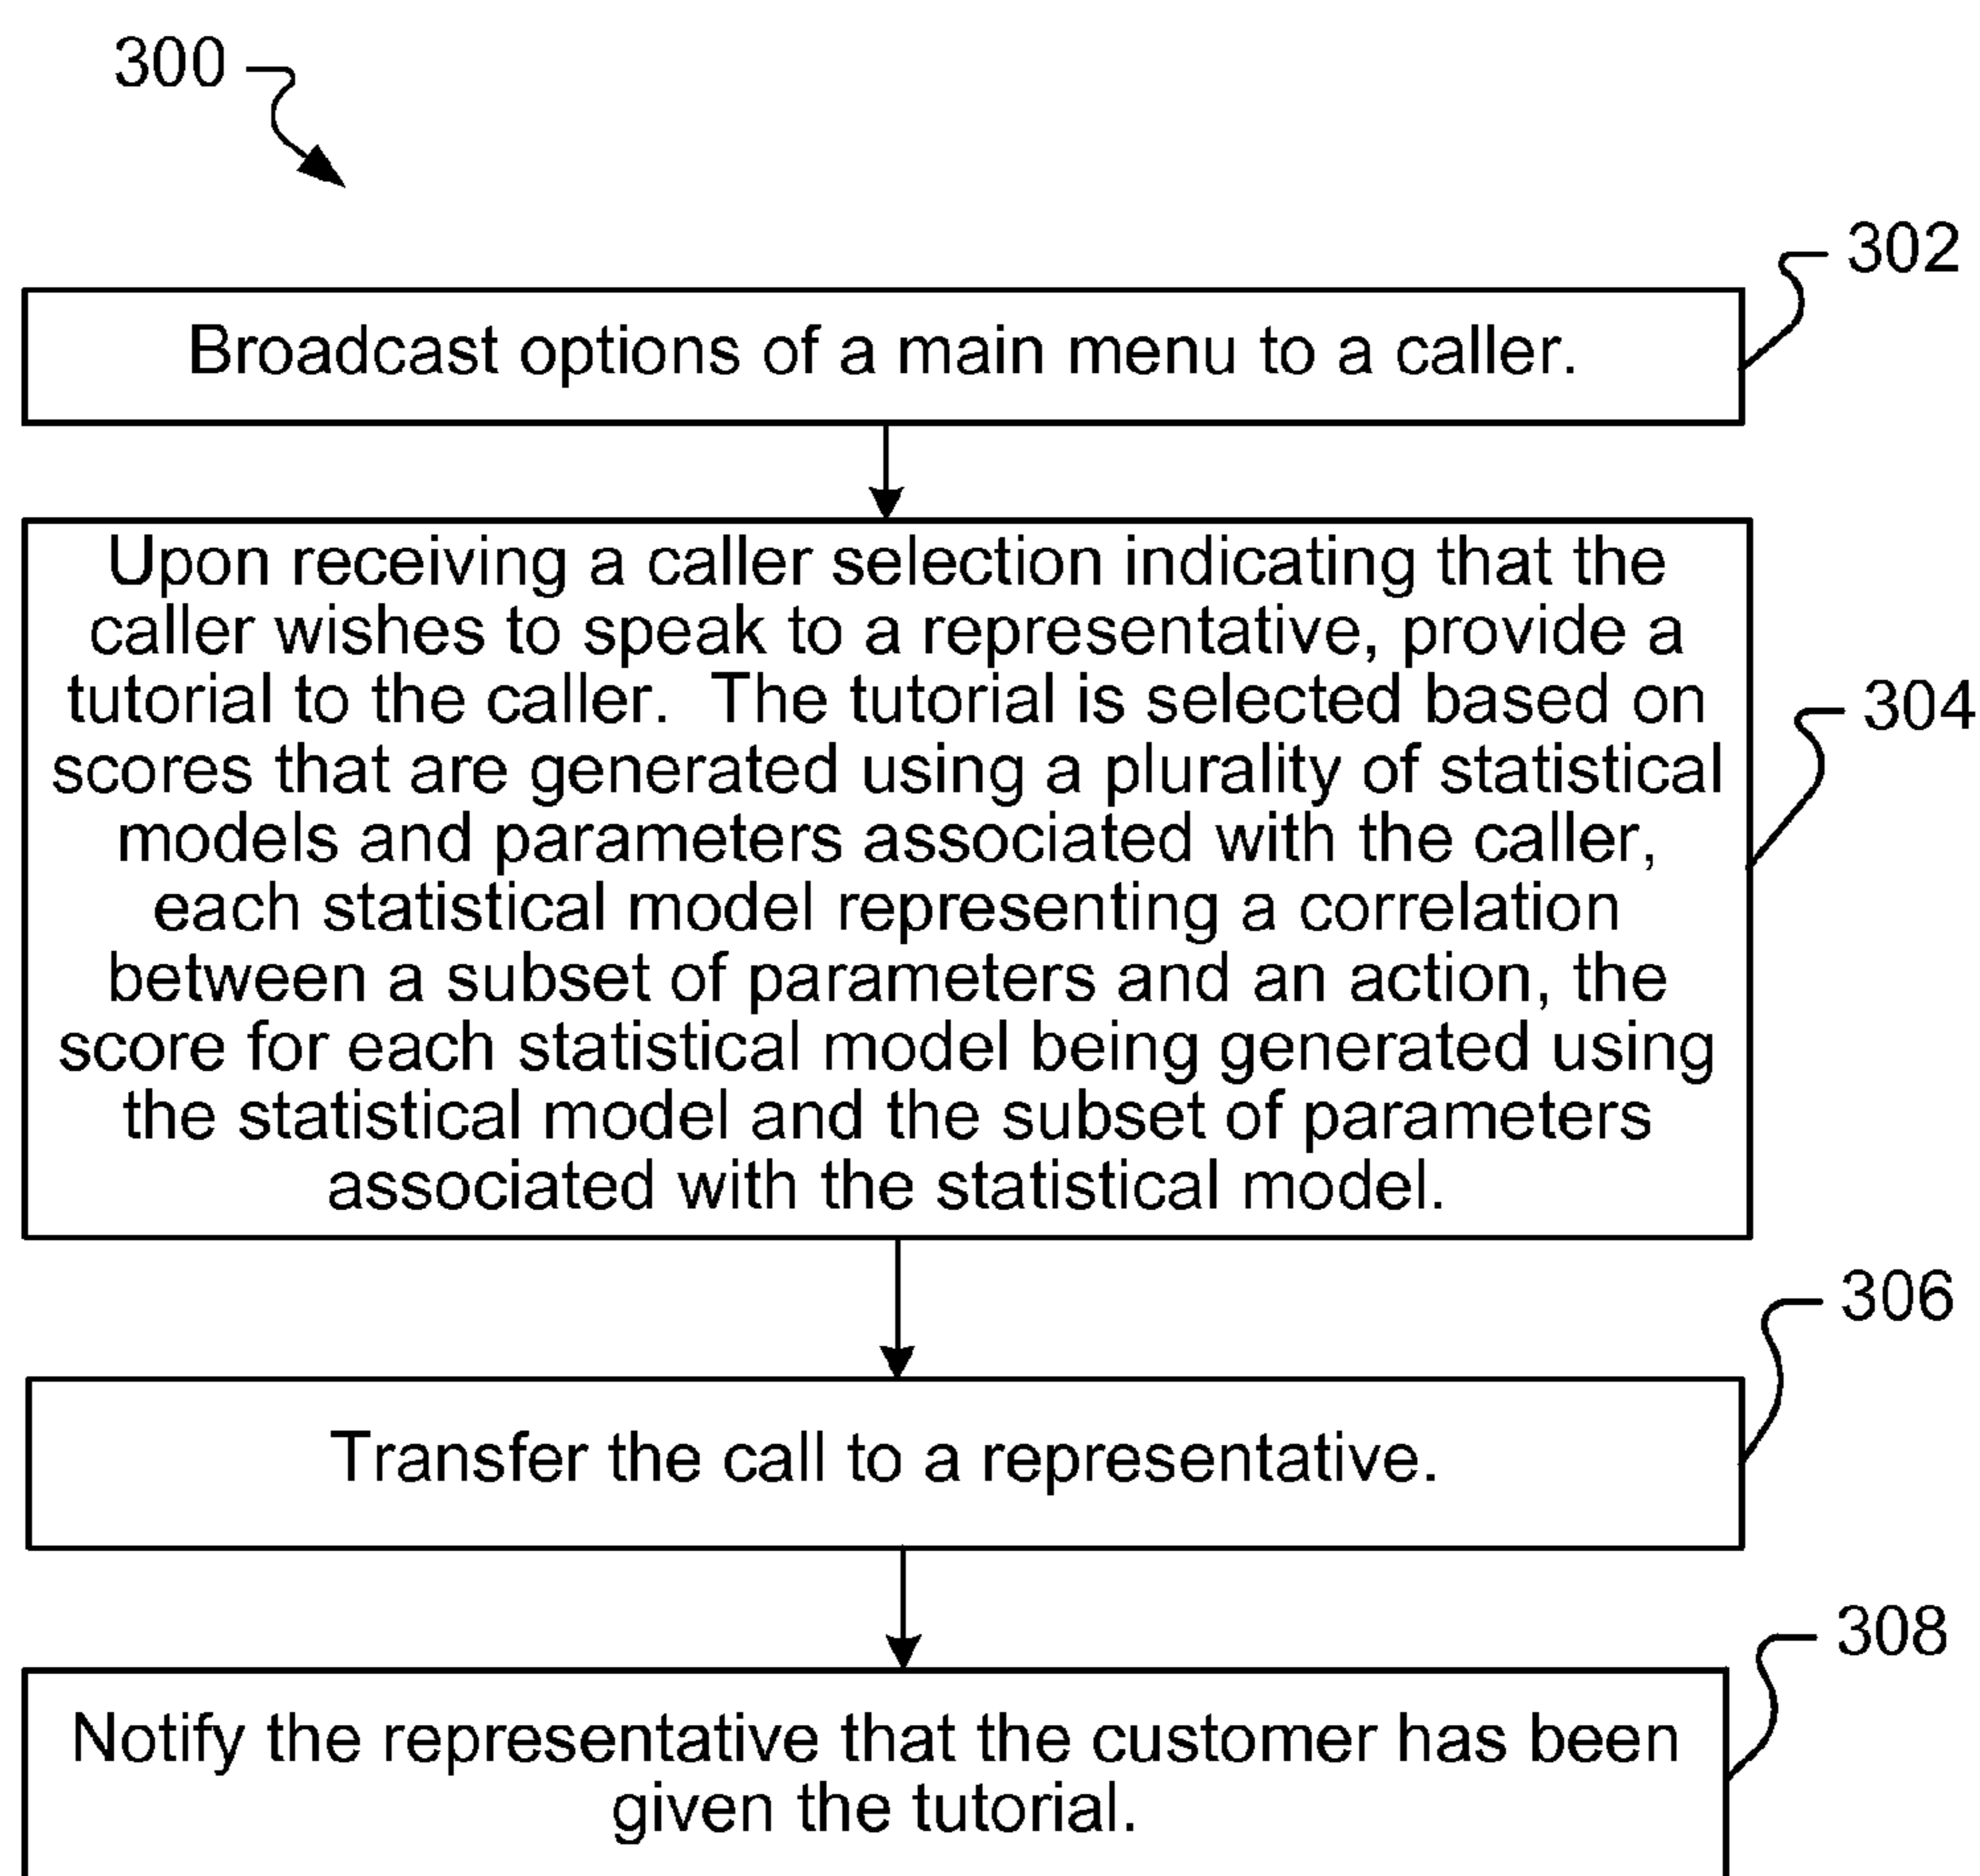 300
302
Broadcast options of a main menu to a caller.
Upon receiving a caller selection indicating that the
caller wishes to speak to a representative, provide a
tutorial to the caller. The tutorial is selected based on
scores that are generated using a plurality of statistical
models and parameters associated with the caller,
each statistical model representing a correlation
between a subset of parameters and an action, the
score for each statistical model being generated using
the statistical model and the subset of parameters
associated with the statistical model.
304
306
Transfer the call to a representative.
308
Notify the representative that the customer has been
given the tutorial.